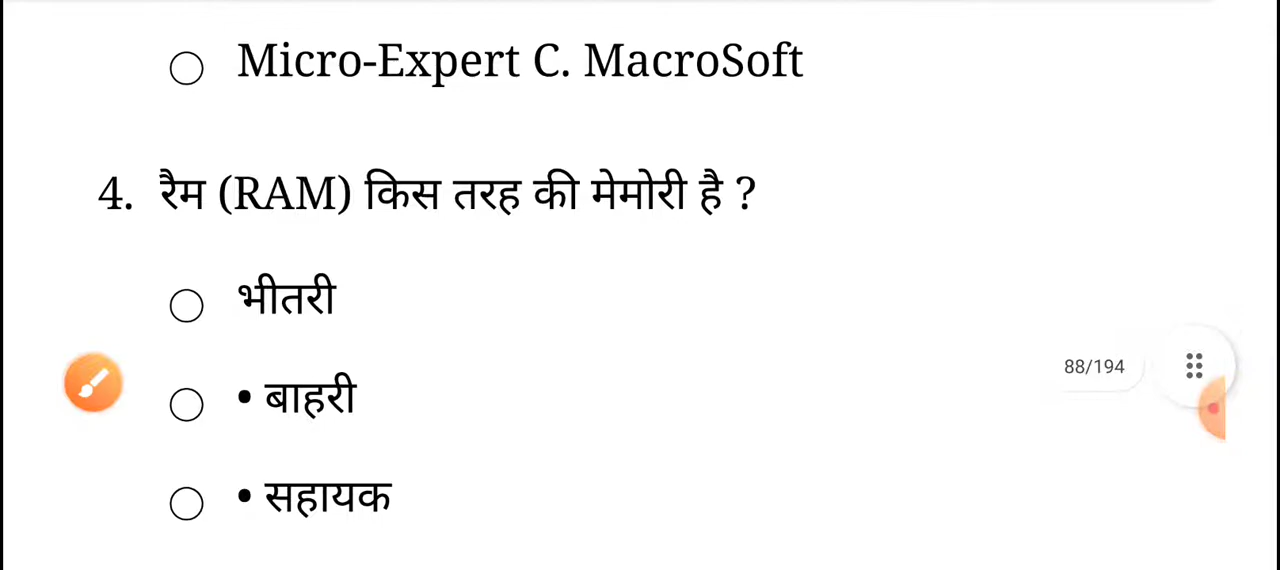 Micro-Expert C. MacroSoft
4. रैम (RAM) किस तरह की मेमोरी है ?
भीतरी
88/194
• बाहरी
• सहायक